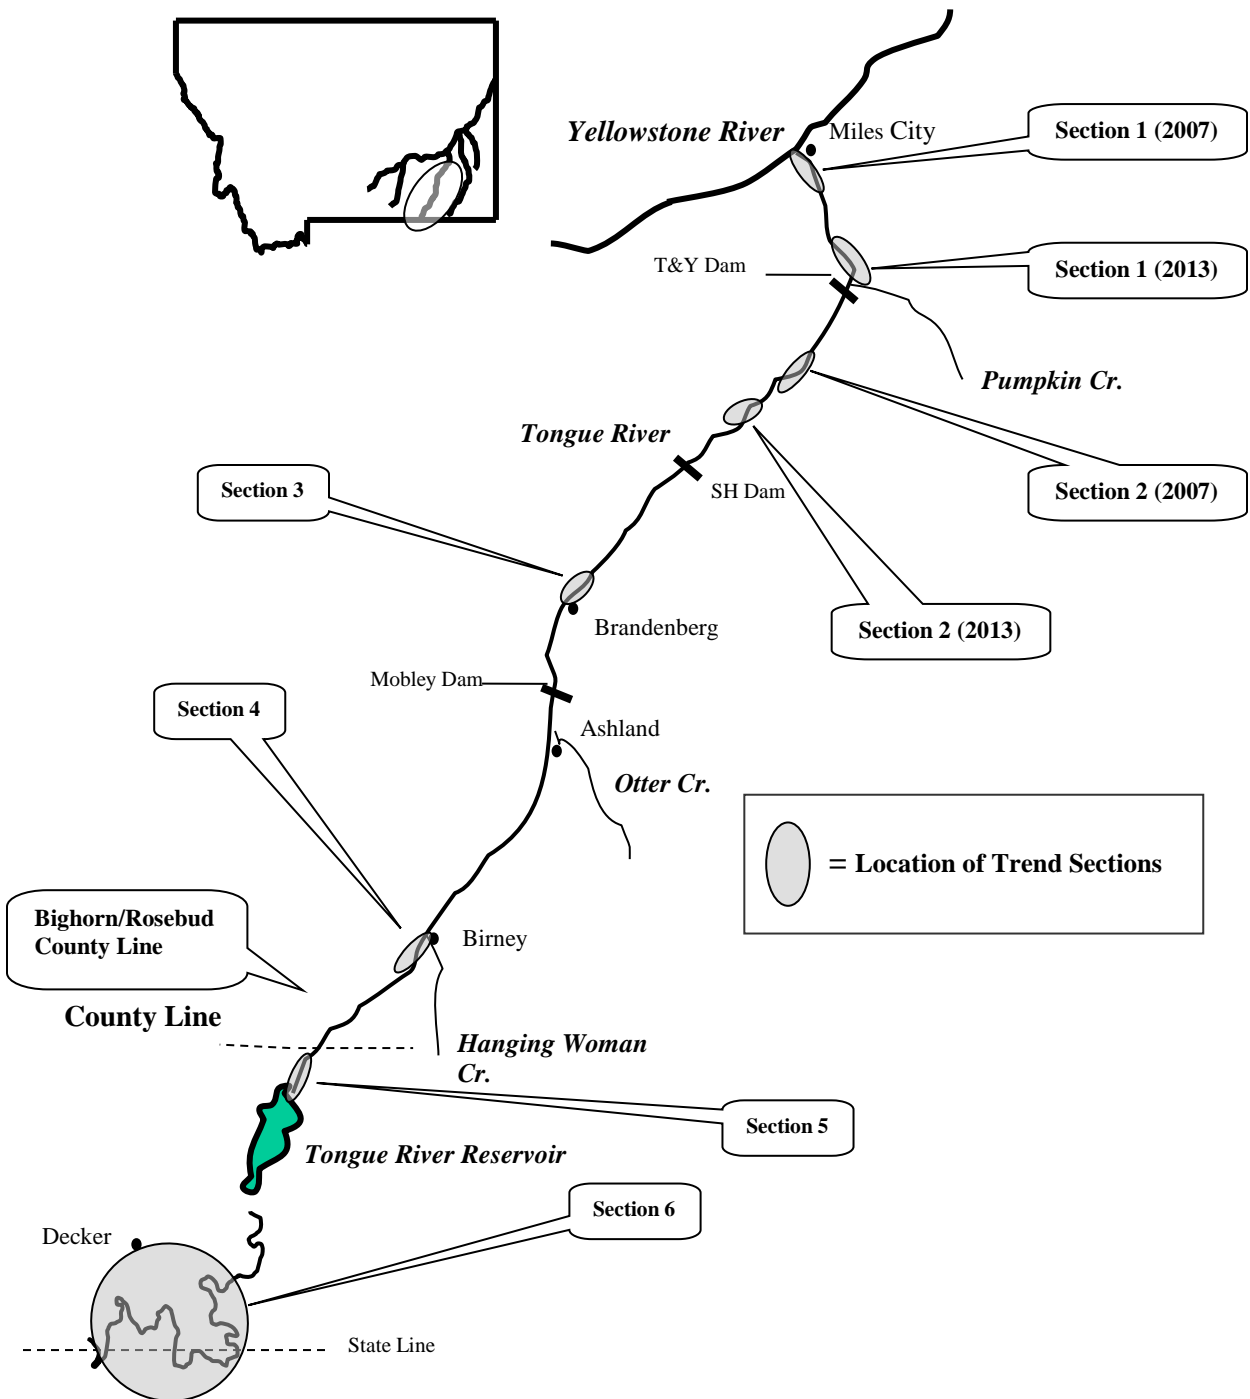 Yellowstone River
Miles City
Section 1 (2007)
T&Y Dam
Section 1 (2013)
Pumpkin Cr.
Tongue River
Section 3
SH Dam
Section 2 (2007)
Brandenberg
Section 2 (2013)
Mobley Dam
Section 4
Ashland
Otter Cr.
= Location of Trend Sections
Bighorn/Rosebud
County Line
Birney
County Line
Hanging Woman
Cr.
Section 5
Tongue River Reservoir
Section 6
Decker
State Line